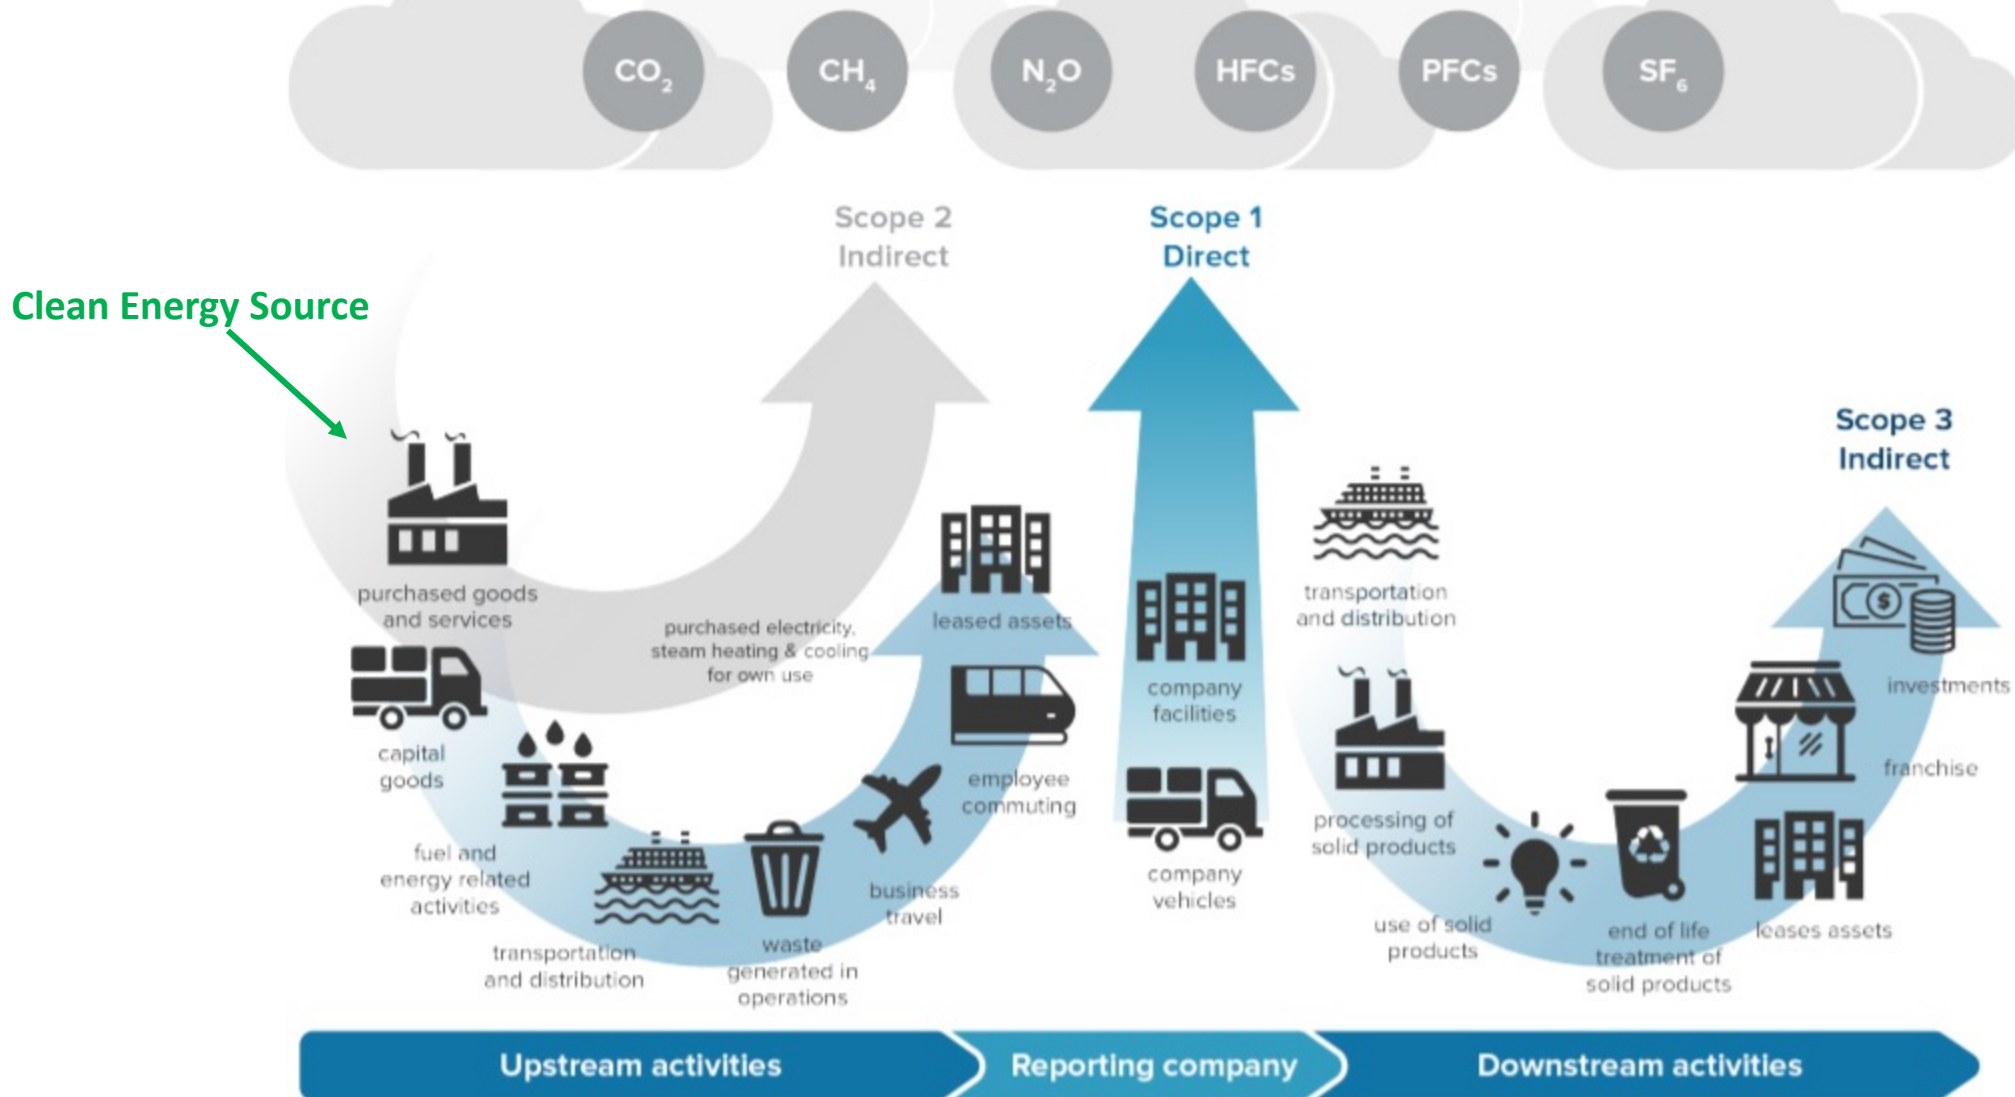 CO₂
CH₄
N₂O
HFCs
PFCs
SF₆
Scope 2
Indirect
Scope 1
Direct
Clean Energy Source
Scope 3
Indirect
purchased goods
and services
capital
goods
fuel and
energy related
activities
transportation
and distribution
waste
generated in
operations
business
travel
employee
commuting
leased assets
purchased electricity,
steam heating & cooling
for own use
company
facilities
company
vehicles
transportation
and distribution
processing of
solid products
use of solid
products
end of life
treatment of
solid products
leases assets
franchise
investments
$
Upstream activities
Reporting company
Downstream activities